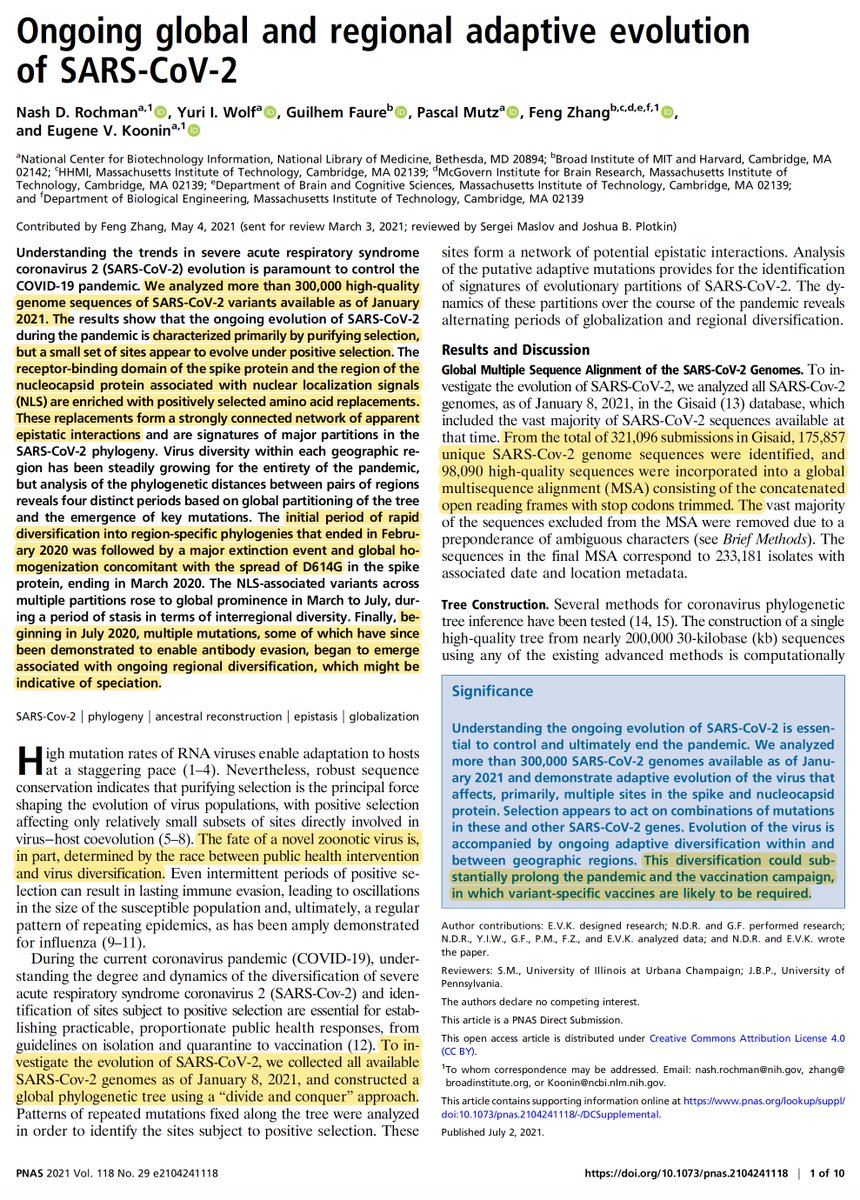 Ongoing global and regional adaptive evolution
of SARS-CoV-2
Nash D. Rochmana,1, Yuri I. Wolfa, Guilhem Faureb, Pascal Mutza, Feng Zhangb,c,d,e,f,1,
and Eugene V. Koonina,1
aNational Center for Biotechnology Information, National Library of Medicine, Bethesda, MD 20894; bBroad Institute of MIT and Harvard, Cambridge, MA
02142; cHHMI, Massachusetts Institute of Technology, Cambridge, MA 02139; dMcGovern Institute for Brain Research, Massachusetts Institute of
Technology, Cambridge, MA 02139; eDepartment of Brain and Cognitive Sciences, Massachusetts Institute of Technology, Cambridge, MA 02139;
and fDepartment of Biological Engineering, Massachusetts Institute of Technology, Cambridge, MA 02139
Contributed by Feng Zhang, May 4, 2021 (sent for review March 3, 2021; reviewed by Sergei Maslov and Joshua B. Plotkin)
Understanding the trends in severe acute respiratory syndrome
coronavirus 2 (SARS-CoV-2) evolution is paramount to control the
COVID-19 pandemic. We analyzed more than 300,000 high-quality
genome sequences of SARS-CoV-2 variants available as of January
2021. The results show that the ongoing evolution of SARS-CoV-2
during the pandemic is characterized primarily by purifying selection,
but a small set of sites appear to evolve under positive selection. The
receptor-binding domain of the spike protein and the region of the
nucleocapsid protein associated with nuclear localization signals
(NLS) are enriched with positively selected amino acid replacements.
These replacements form a strongly connected network of apparent
epistatic interactions and are signatures of major partitions in the
SARS-CoV-2 phylogeny. Virus diversity within each geographic re-
gion has been steadily growing for the entirety of the pandemic,
but analysis of the phylogenetic distances between pairs of regions
reveals four distinct periods based on global partitioning of the tree
and the emergence of key mutations. The initial period of rapid
diversification into region-specific phylogenies that ended in Febru-
ary 2020 was followed by a major extinction event and global ho-
mogenization concomitant with the spread of D614G in the spike
protein, ending in March 2020. The NLS-associated variants across
multiple partitions rose to global prominence in March to July, dur-
ing a period of stasis in terms of interregional diversity. Finally, be-
ginning in July 2020, multiple mutations, some of which have since
been demonstrated to enable antibody evasion, began to emerge
associated with ongoing regional diversification, which might be
indicative of speciation.
SARS-Cov-2 | phylogeny | ancestral reconstruction | epistasis | globalization
High mutation rates of RNA viruses enable adaptation to hosts
at a staggering pace (1–4). Nevertheless, robust sequence
conservation indicates that purifying selection is the principal force
shaping the evolution of virus populations, with positive selection
affecting only relatively small subsets of sites directly involved in
virus–host coevolution (5–8). The fate of a novel zoonotic virus is,
in part, determined by the race between public health intervention
and virus diversification. Even intermittent periods of positive se-
lection can result in lasting immune evasion, leading to oscillations
in the size of the susceptible population and, ultimately, a regular
pattern of repeating epidemics, as has been amply demonstrated
for influenza (9–11).
During the current coronavirus pandemic (COVID-19), under-
standing the degree and dynamics of the diversification of severe
acute respiratory syndrome coronavirus 2 (SARS-Cov-2) and iden-
tification of sites subject to positive selection are essential for estab-
lishing practicable, proportionate public health responses, from
guidelines on isolation and quarantine to vaccination (12). To in-
vestigate the evolution of SARS-CoV-2, we collected all available
SARS-Cov-2 genomes as of January 8, 2021, and constructed a
global phylogenetic tree using a “divide and conquer” approach.
Patterns of repeated mutations fixed along the tree were analyzed
in order to identify the sites subject to positive selection. These
sites form a network of potential epistatic interactions. Analysis
of the putative adaptive mutations provides for the identification
of signatures of evolutionary partitions of SARS-CoV-2. The dy-
namics of these partitions over the course of the pandemic reveals
alternating periods of globalization and regional diversification.
Results and Discussion
Global Multiple Sequence Alignment of the SARS-CoV-2 Genomes. To in-
vestigate the evolution of SARS-CoV-2, we analyzed all SARS-Cov-2
genomes, as of January 8, 2021, in the Gisaid (13) database, which
included the vast majority of SARS-CoV-2 sequences available at
that time. From the total of 321,096 submissions in Gisaid, 175,857
unique SARS-Cov-2 genome sequences were identified, and
98,090 high-quality sequences were incorporated into a global
multisequence alignment (MSA) consisting of the concatenated
open reading frames with stop codons trimmed. The vast majority
of the sequences excluded from the MSA were removed due to a
preponderance of ambiguous characters (see Brief Methods). The
sequences in the final MSA correspond to 233,181 isolates with
associated date and location metadata.
Tree Construction. Several methods for coronavirus phylogenetic
tree inference have been tested (14, 15). The construction of a single
high-quality tree from nearly 200,000 30-kilobase (kb) sequences
using any of the existing advanced methods is computationally
Significance
Understanding the ongoing evolution of SARS-CoV-2 is essen-
tial to control and ultimately end the pandemic. We analyzed
more than 300,000 SARS-CoV-2 genomes available as of Janu-
ary 2021 and demonstrate adaptive evolution of the virus that
affects, primarily, multiple sites in the spike and nucleocapsid
protein. Selection appears to act on combinations of mutations
in these and other SARS-CoV-2 genes. Evolution of the virus is
accompanied by ongoing adaptive diversification within and
between geographic regions. This diversification could sub-
stantially prolong the pandemic and the vaccination campaign,
in which variant-specific vaccines are likely to be required.
Author contributions: E.V.K. designed research; N.D.R. and G.F. performed research;
N.D.R., Y.I.W., G.F., P.M., F.Z., and E.V.K. analyzed data; and N.D.R. and E.V.K. wrote
the paper.
Reviewers: S.M., University of Illinois at Urbana Champaign; J.B.P., University of
Pennsylvania.
The authors declare no competing interest.
This article is a PNAS Direct Submission.
This open access article is distributed under Creative Commons Attribution License 4.0
(CC BY).
1To whom correspondence may be addressed. Email: nash.rochman@nih.gov, zhang@
broadinstitute.org, or Koonin@ncbi.nlm.nih.gov.
This article contains supporting information online at https://www.pnas.org/lookup/suppl/
doi:10.1073/pnas.2104241118/-/DCSupplemental.
Published July 2, 2021.
PNAS 2021 Vol. 118 No. 29 e2104241118
https://doi.org/10.1073/pnas.2104241118 | 1 of 10